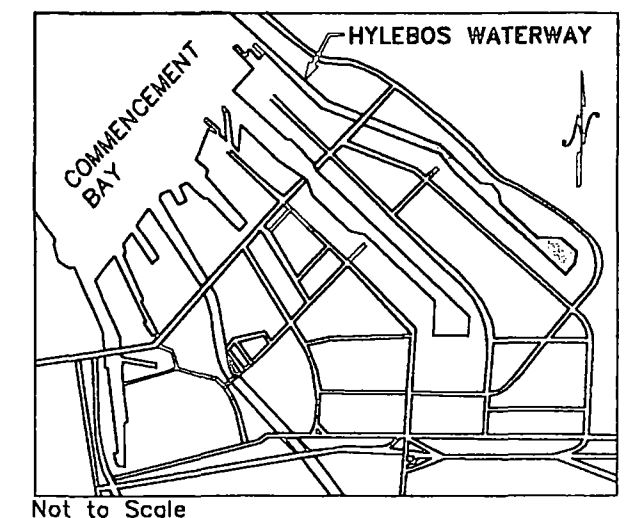 HYLEBOS WATERWAY
COMMENCEMENT
BAY
N
Not to Scale